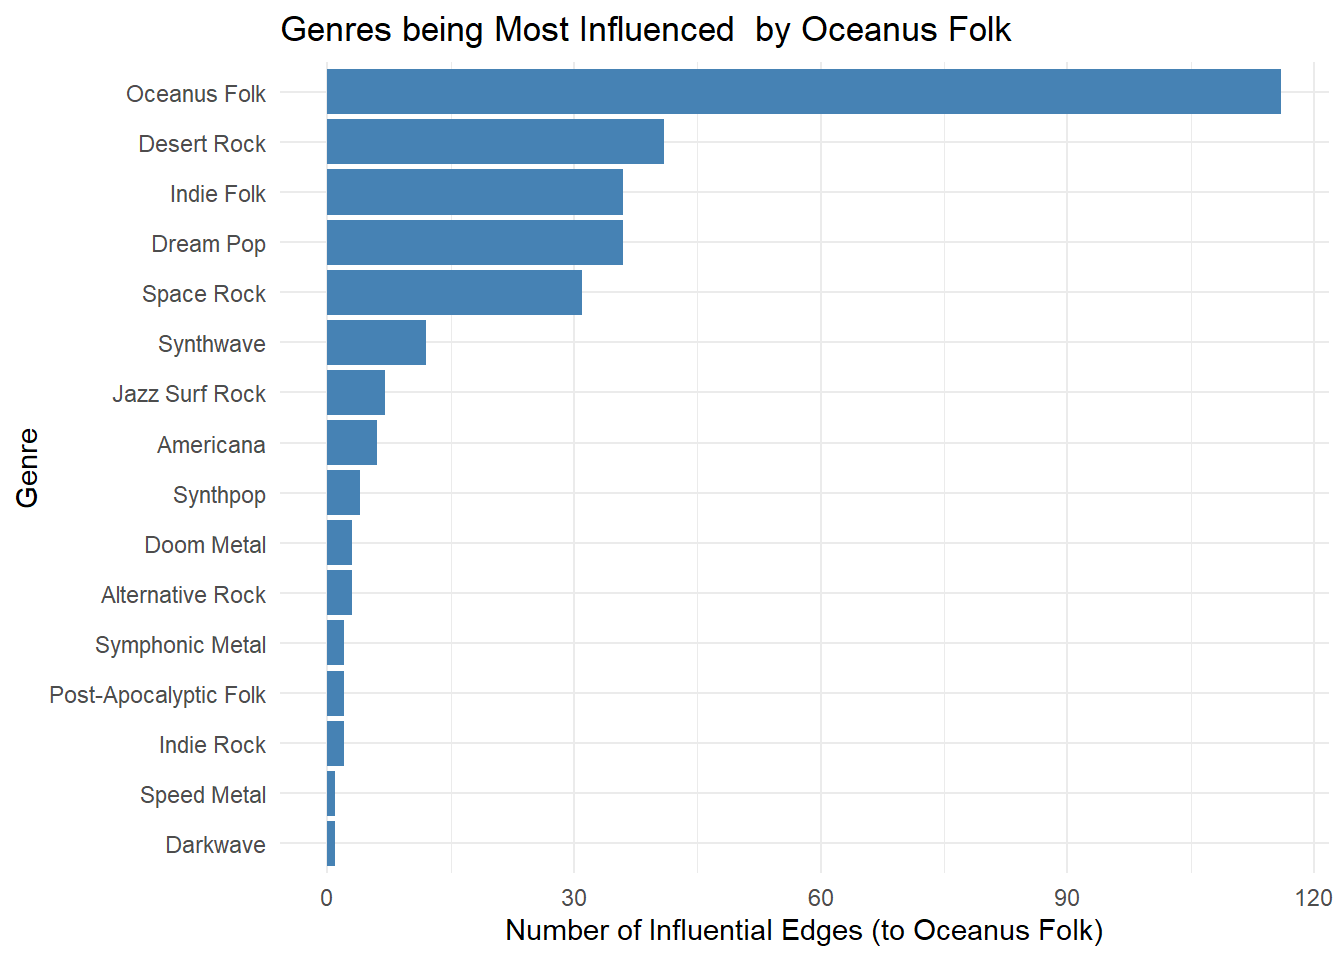 Genres being Most Influenced  by Oceanus Folk
Oceanus Folk
Desert Rock
Indie Folk
Dream Pop
Space Rock
Synthwave
Jazz Surf Rock
Americana
Synthpop
Doom Metal
Alternative Rock
Symphonic Metal
Post-Apocalyptic Folk
Indie Rock
Speed Metal
Darkwave
Genre
0 30 60 90 120
Number of Influential Edges (to Oceanus Folk)